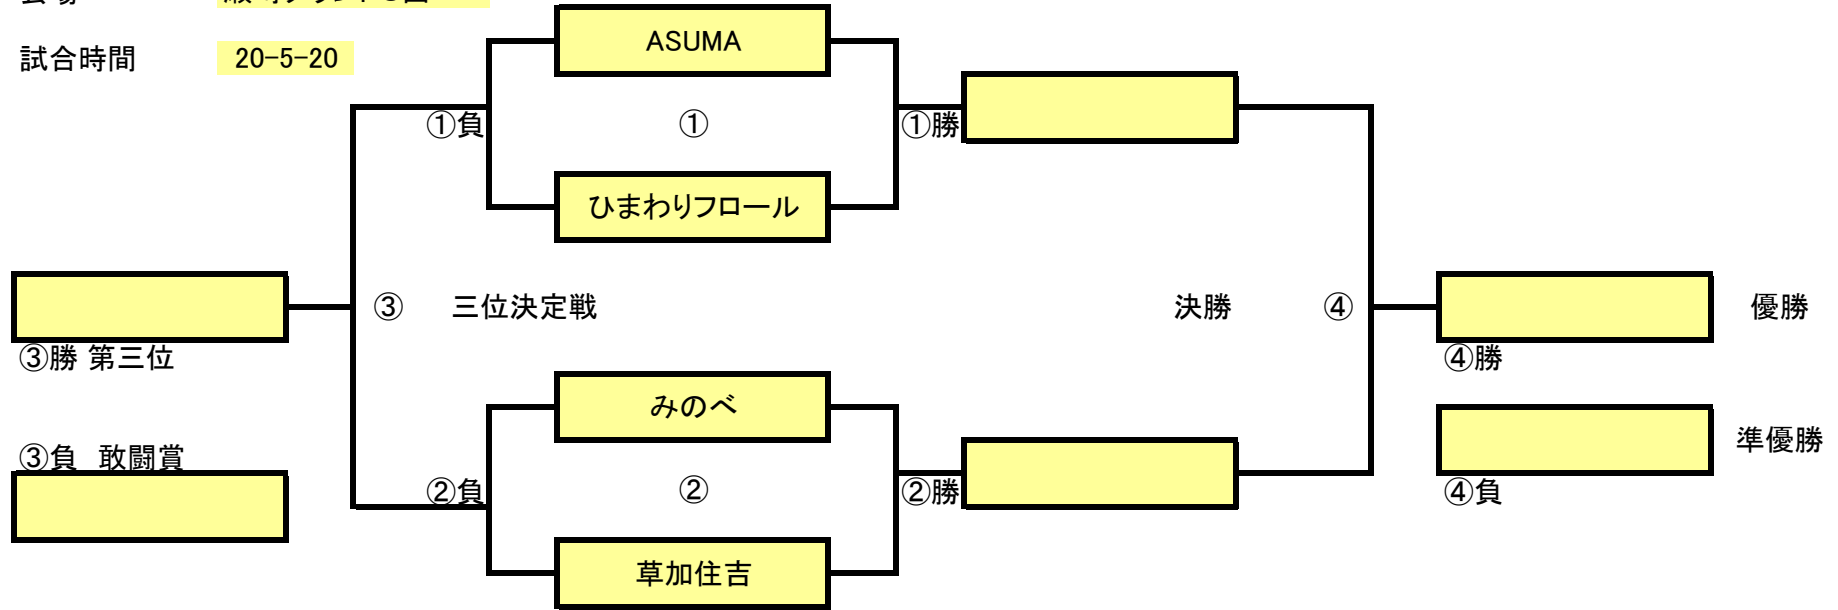 試合時間 20-5-20
ASUMA
①負 ① ①勝
ひまわりフロール
③ 三位決定戦 決勝 ④ 優勝
③勝 第三位 ④勝
みのべ
③負 敢闘賞 準優勝
②負 ② ②勝 ④負
草加住吉